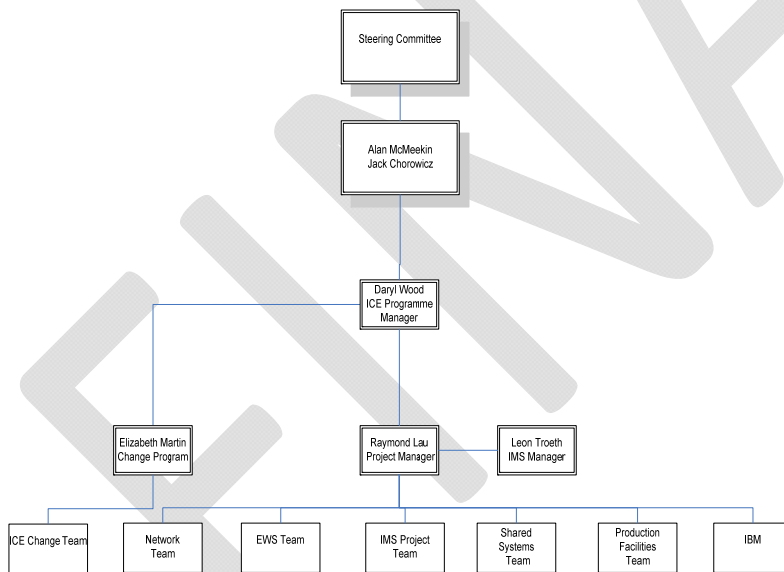 Steering Committee
Alan McMeekin
Jack Chorowicz
Daryl Wood
ICE Programme
Manager
Elizabeth Martin
Change Program
Raymond Lau
Project Manager
Leon Troeth
IMS Manager
ICE Change Team
Network
Team
EWS Team
IMS Project
Team
Shared
Systems
Team
Production
Facilities
Team
IBM